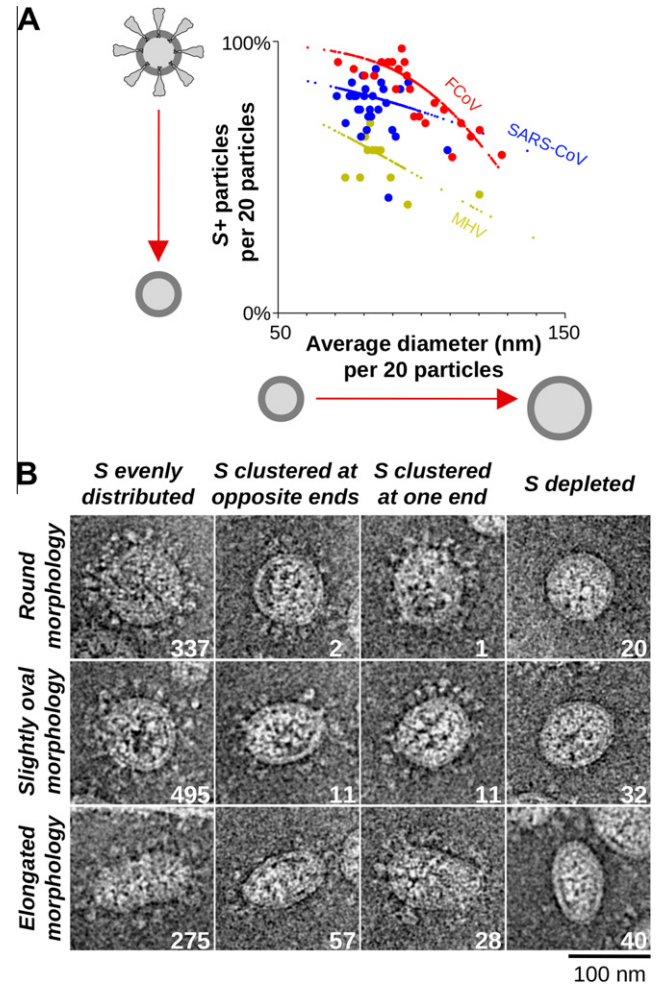 A
100%
S+ particles
per 20 particles
0%
FCoV
SARS-CoV
MHV
50
150
Average diameter (nm)
per 20 particles
B
S evenly
distributed
S clustered at
opposite ends
S clustered
at one end
S depleted
Round
morphology
337
2
1
20
Slightly oval
morphology
495
11
11
32
Elongated
morphology
275
57
28
40
100 nm